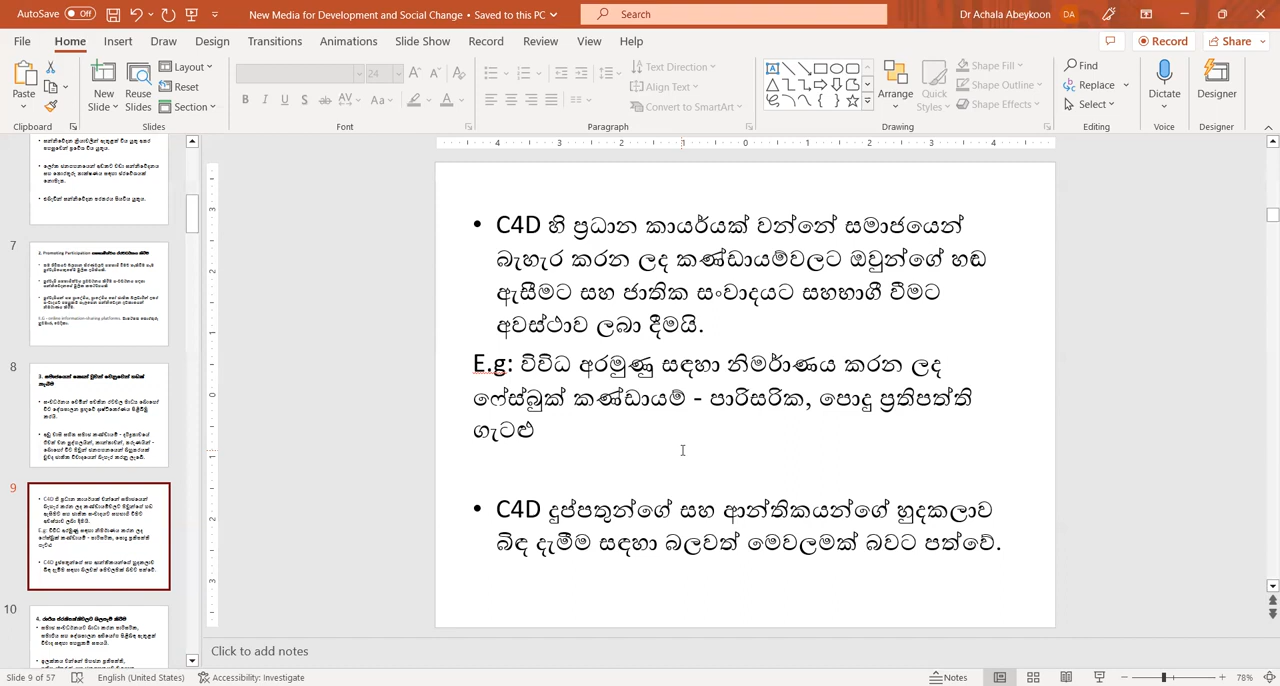 AutoSave Off New Media for Development and Social Change • Saved to this PC Search Dr Achala Abeykoon DA
File Home Insert Draw Design Transitions Animations Slide Show Record Review View Help Record Share
Paste New Slide Reuse Slides Layout Reset Section 24 Text Direction Align Text Convert to SmartArt Arrange Quick Styles Shape Fill Shape Outline Shape Effects Find Replace Select Dictate Designer
Clipboard Slides Font Paragraph Drawing Editing Voice Designer
7
8
9
10
• C4D හි ප්‍රධාන කාර්යයක් වන්නේ සමාජයෙන්
බැහැර කරන ලද කණ්ඩායම්වලට ඔවුන්ගේ හඬ
ඇසීමට සහ ජාතික සංවාදයට සහභාගී වීමට
අවස්ථාව ලබා දීමයි.
E.g: විවිධ අරමුණු සඳහා නිර්මාණය කරන ලද
ෆේස්බුක් කණ්ඩායම් - පාරිසරික, පොදු ප්‍රතිපත්ති
ගැටළු
• C4D දුප්පතුන්ගේ සහ ආන්තිකයන්ගේ හුදකලාව
බිඳ දැමීම සඳහා බලවත් මෙවලමක් බවට පත්වේ.
Click to add notes
Slide 9 of 57 English (United States) Accessibility: Investigate Notes 78%